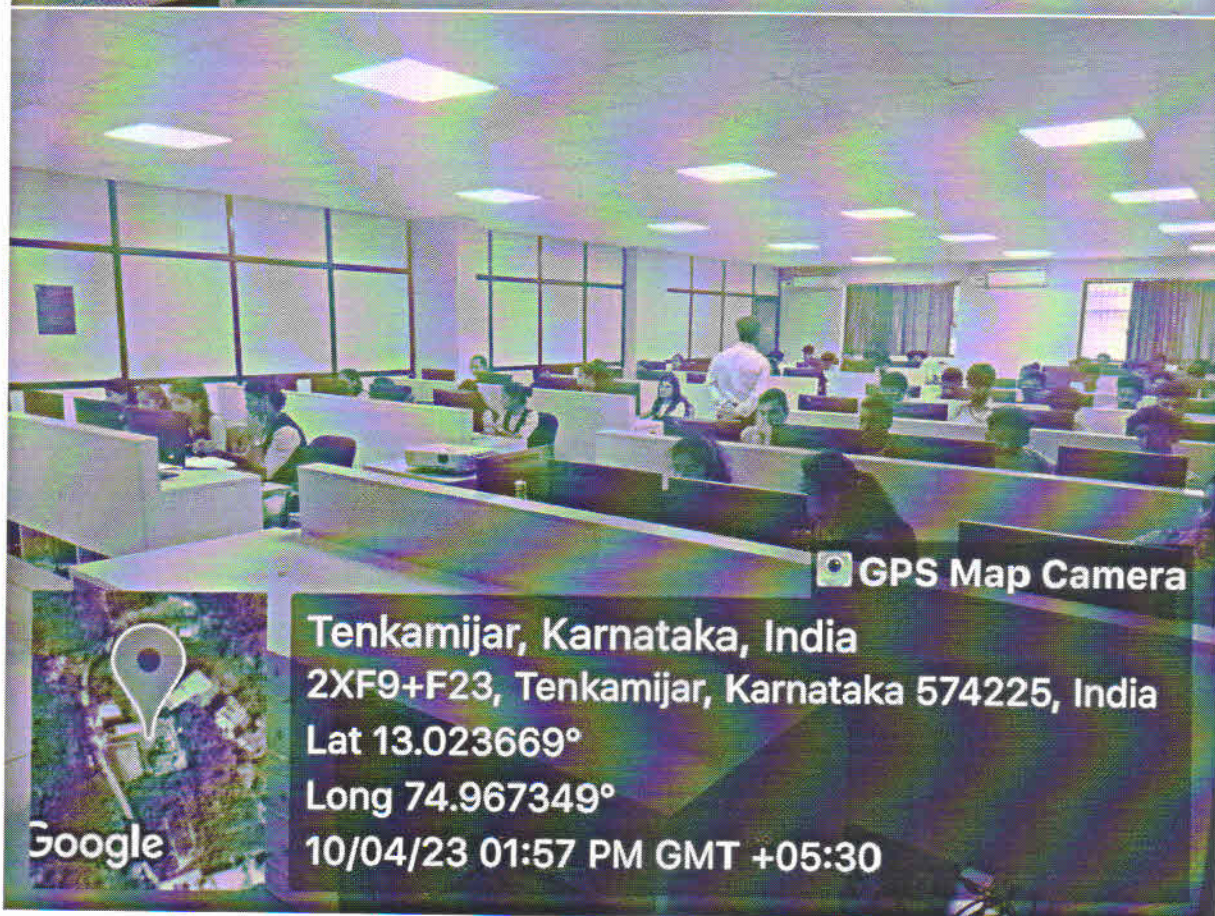 GPS Map Camera
Tenkamijar, Karnataka, India
2XF9+F23, Tenkamijar, Karnataka 574225, India
Lat 13.023669°
Long 74.967349°
10/04/23 01:57 PM GMT +05:30
Google